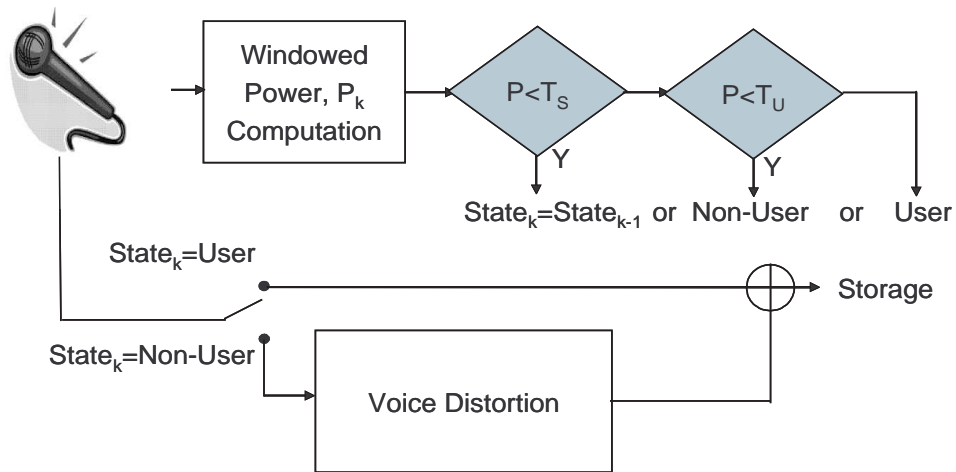 Windowed
Power, Pk
Computation
P<TS
P<TU
Y
Y
Statek=Statek-1 or Non-User or User
Statek=User
Storage
Statek=Non-User
Voice Distortion